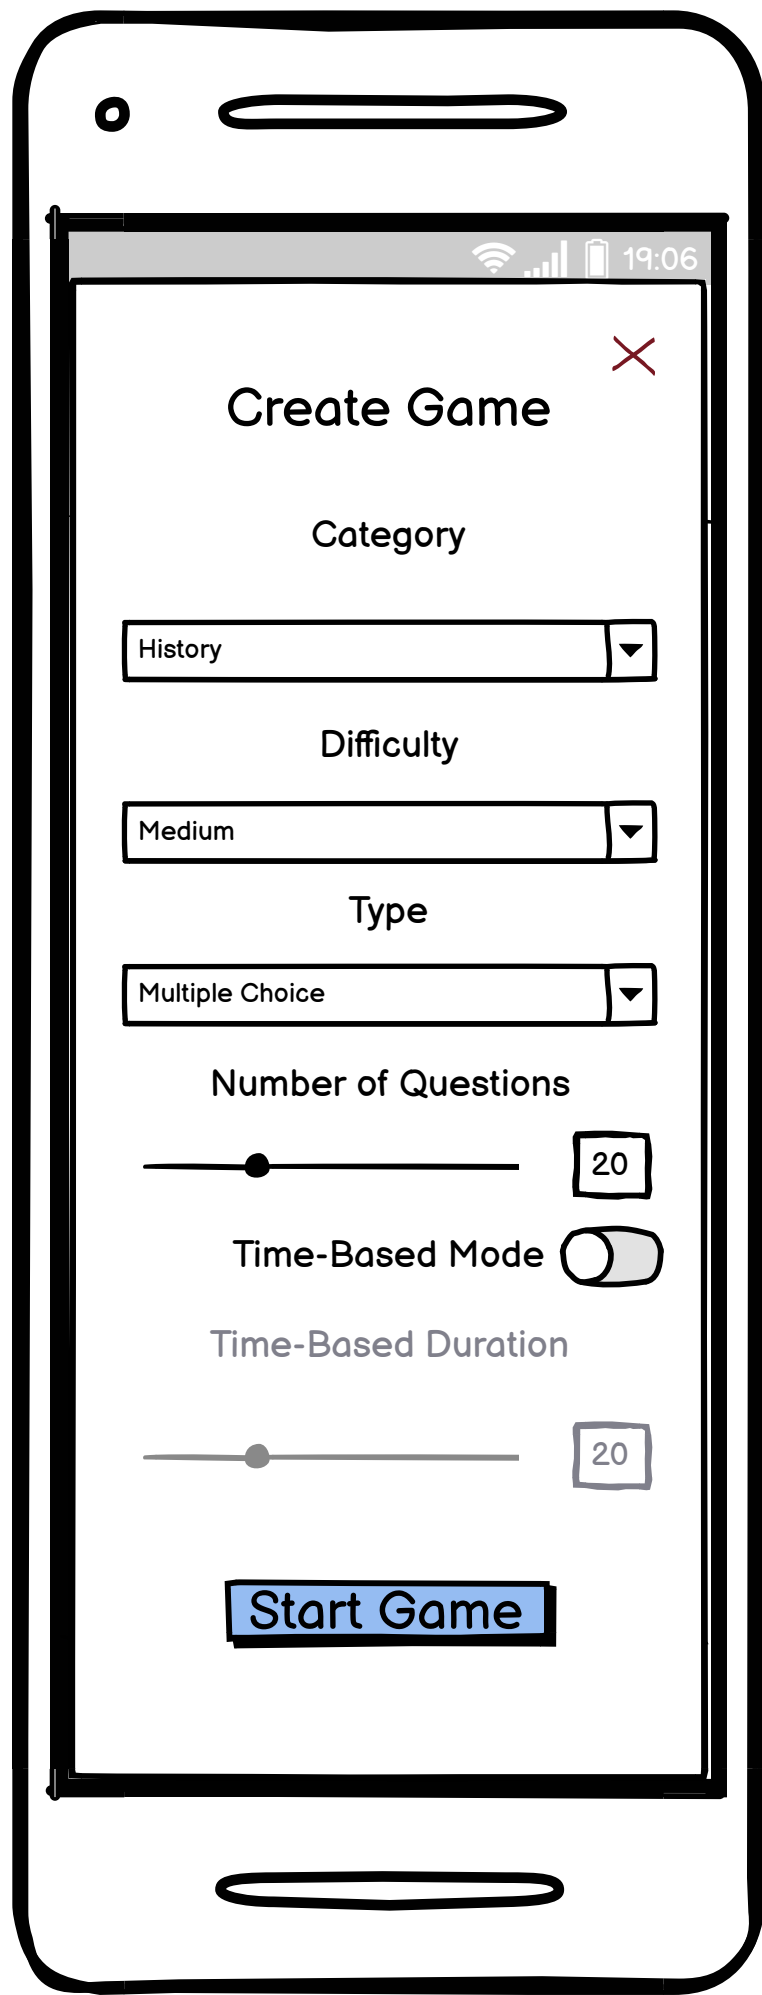 19:06
Create Game
Category
History
Difficulty
Medium
Type
Multiple Choice
Number of Questions
20
Time-Based Mode
Time-Based Duration
20
Start Game